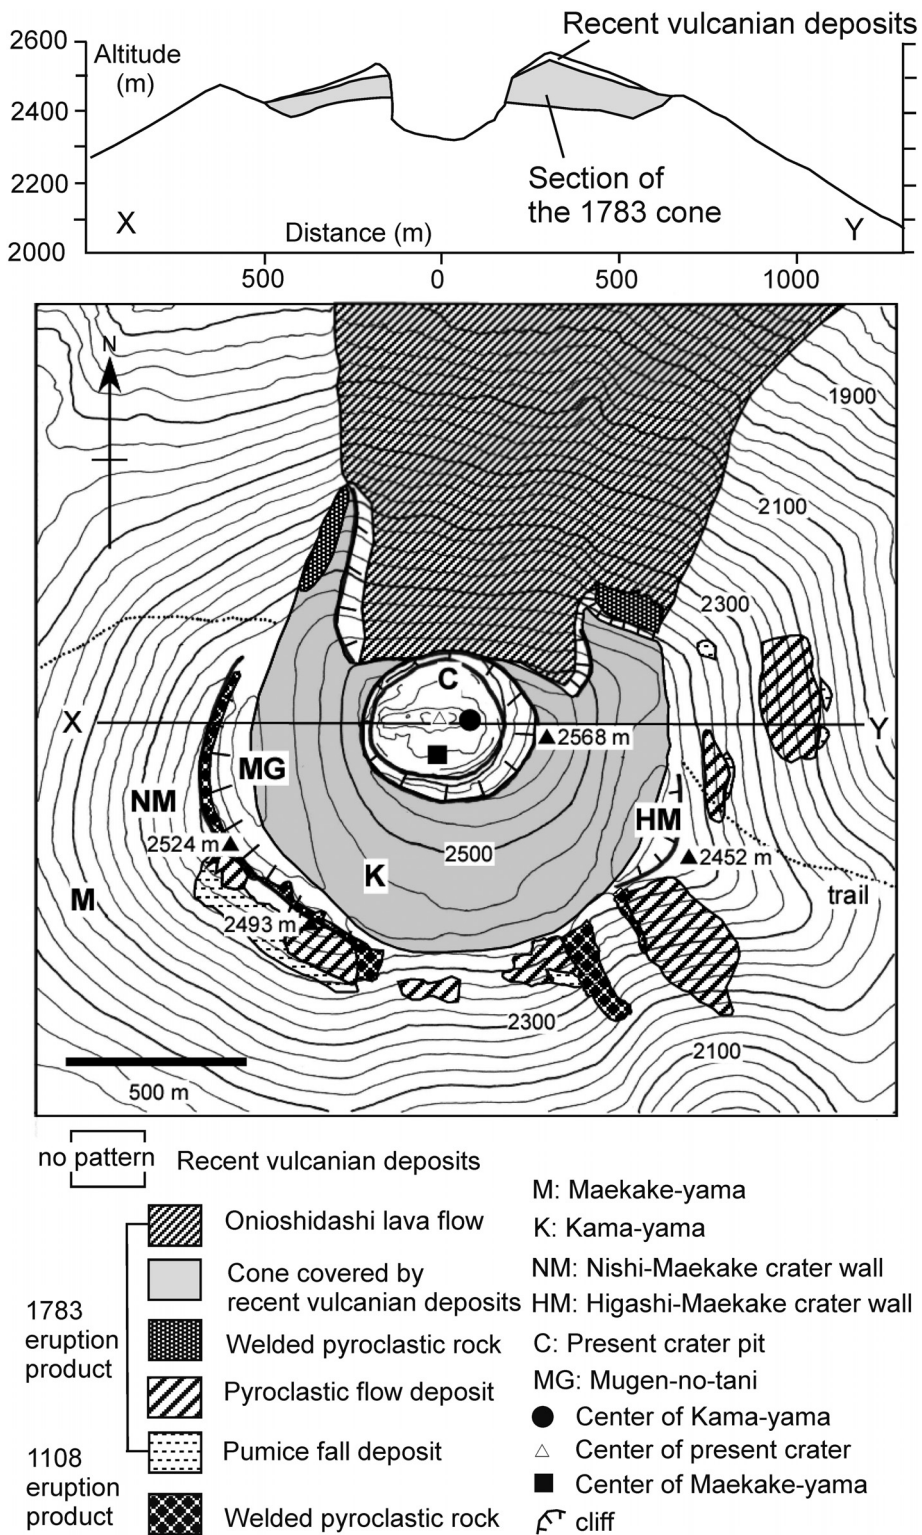 Recent vulcanian deposits
2600
Altitude
(m)
2400
2200
Section of
the 1783 cone
X
Distance (m)
Y
2000
500
0
500
1000
N
1900
2100
2300
C
X
Y
2568 m
MG
NM
HM
2524 m
2500
2452 m
K
M
trail
2493 m
2300
2100
500 m
no pattern
Recent vulcanian deposits
Onioshidashi lava flow
Cone covered by
recent vulcanian deposits
1783
eruption
product
Welded pyroclastic rock
Pyroclastic flow deposit
Pumice fall deposit
1108
eruption
product
Welded pyroclastic rock
M: Maekake-yama
K: Kama-yama
NM: Nishi-Maekake crater wall
HM: Higashi-Maekake crater wall
C: Present crater pit
MG: Mugen-no-tani
Center of Kama-yama
Center of present crater
Center of Maekake-yama
cliff